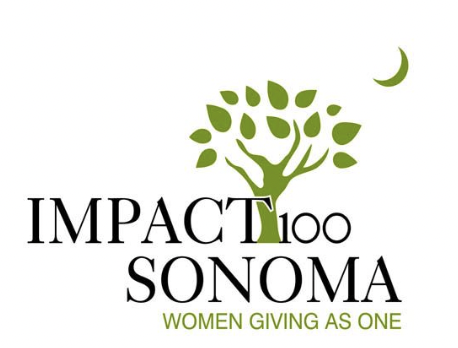 IMPACT100
SONOMA
WOMEN GIVING AS ONE